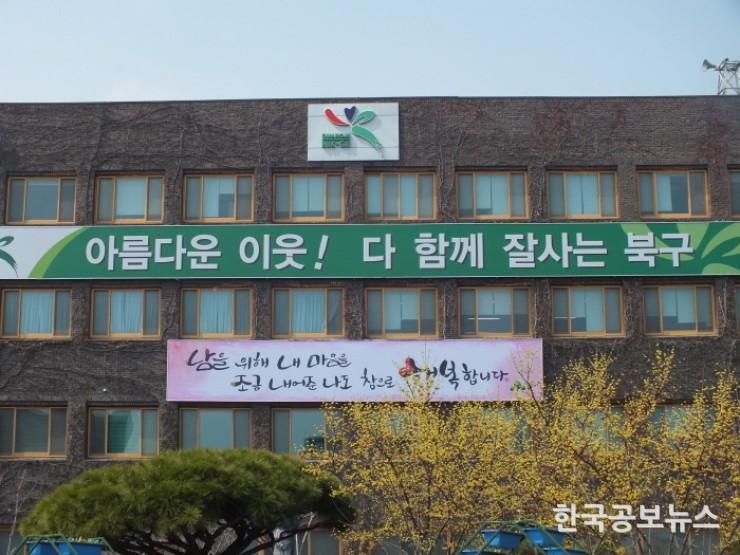 아름다운 이웃! 다 함께 잘사는 북구
남을 위해 내 마음을
조금 내어준 나도 참으로 행복합니다
한국공보뉴스